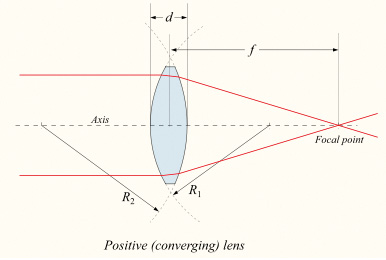 d
f
Axis
Focal point
R₂
R₁
Positive (converging) lens